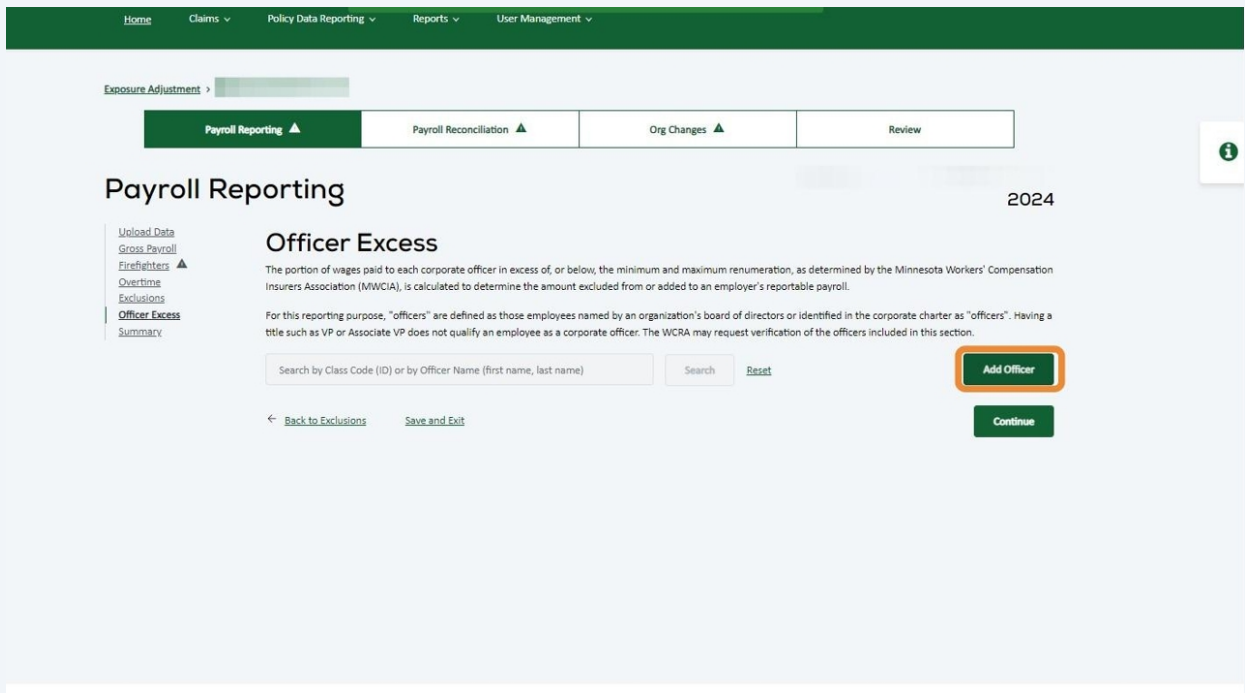 Home Claims Policy Data Reporting Reports User Management
Exposure Adjustment >
Payroll Reporting Payroll Reconciliation Org Changes Review
Payroll Reporting
2024
Upload Data
Gross Payroll
Firefighters
Overtime
Exclusions
Officer Excess
Summary
Officer Excess
The portion of wages paid to each corporate officer in excess of, or below, the minimum and maximum renumeration, as determined by the Minnesota Workers' Compensation
Insurers Association (MWCIA), is calculated to determine the amount excluded from or added to an employer's reportable payroll.
For this reporting purpose, "officers" are defined as those employees named by an organization's board of directors or identified in the corporate charter as "officers". Having a
title such as VP or Associate VP does not qualify an employee as a corporate officer. The WCRA may request verification of the officers included in this section.
Search by Class Code (ID) or by Officer Name (first name, last name) Search Reset Add Officer
← Back to Exclusions Save and Exit Continue